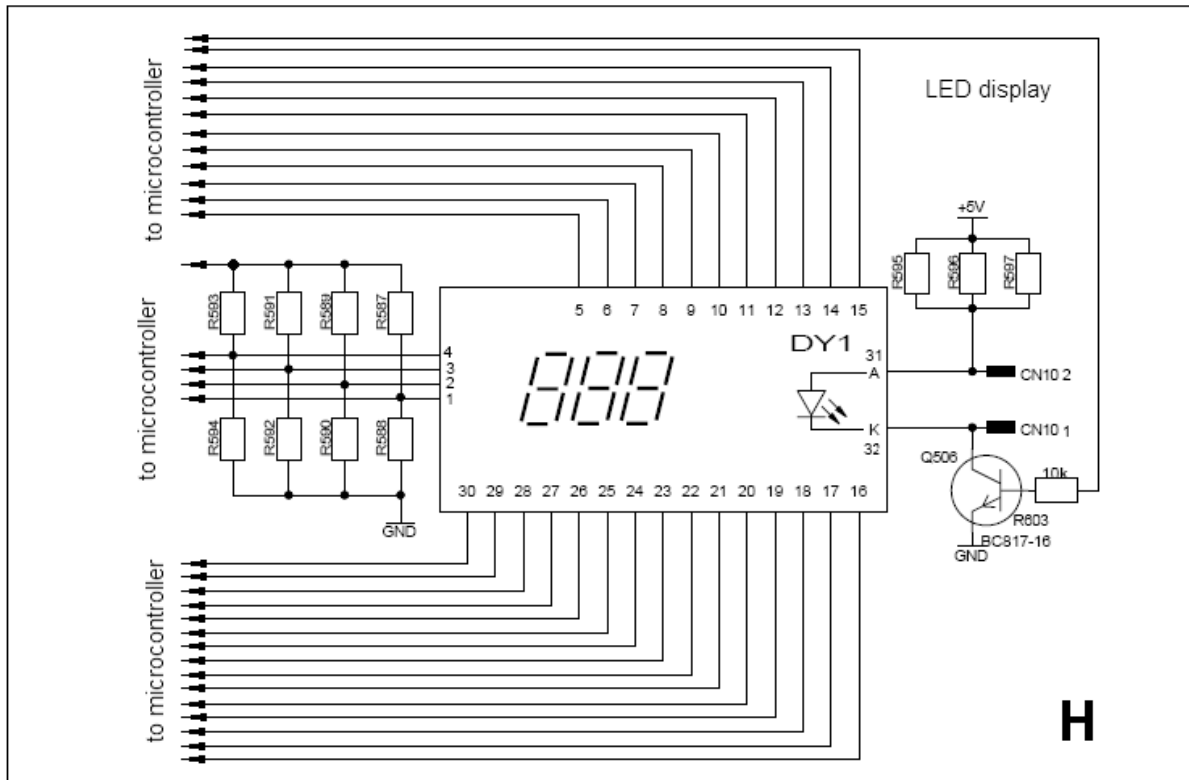 to microcontroller
LED display
+5V
R595
R596
R597
to microcontroller
R593
R591
R589
R587
5 6 7 8 9 10 11 12 13 14 15
DY1
4
3
2
1
31
A
CN10 2
K
CN10 1
32
R594
R592
R590
R588
Q506
10k
R603
BC817-16
GND
30 29 28 27 26 25 24 23 22 21 20 19 18 17 16
GND
to microcontroller
H